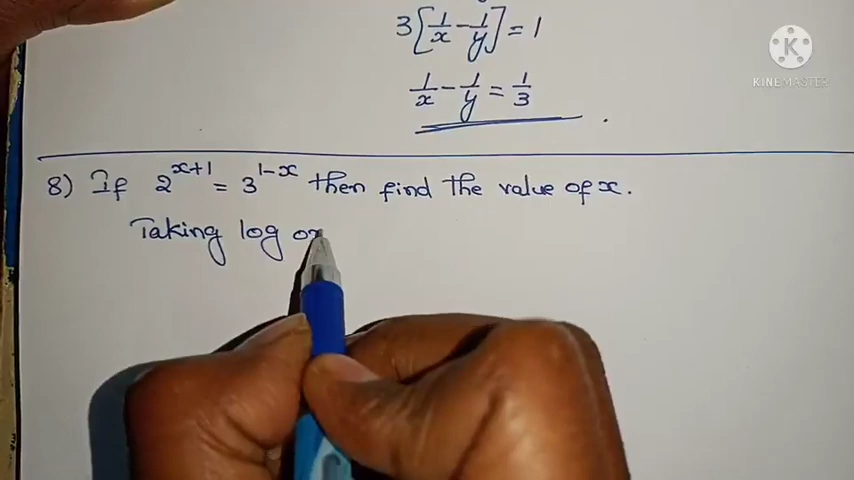 3[1/x - 1/y] = 1
K
KINEMASTER
1/x - 1/y = 1/3
8) If 2^(x+1) = 3^(1-x) then find the value of x.
Taking log on